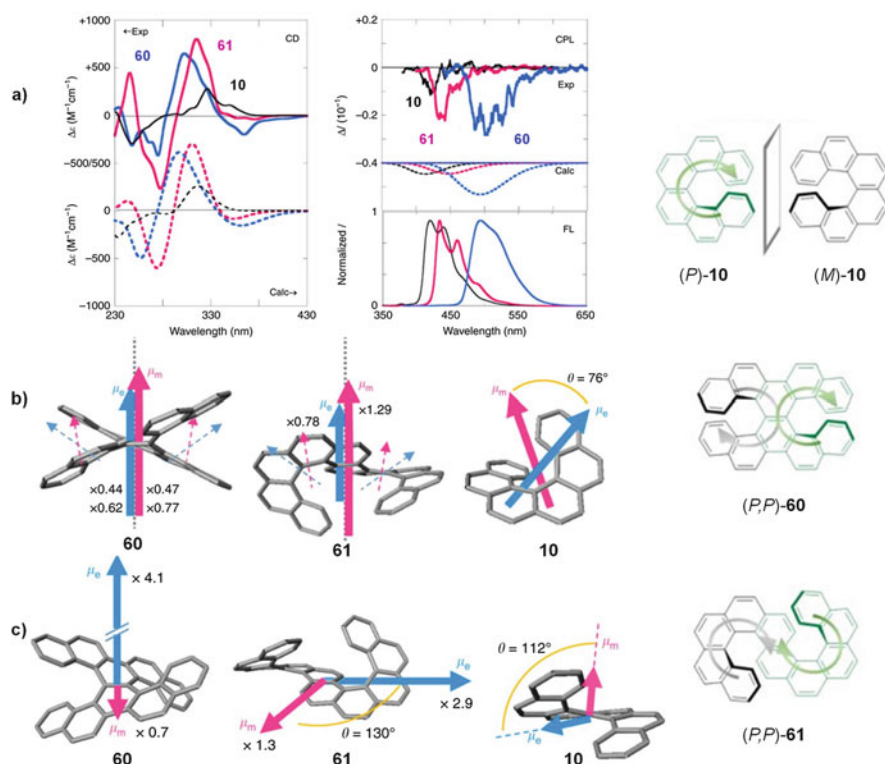 a)
+1000
+500
0
−500/500
0
−500
−1000
Δε (M⁻¹cm⁻¹)
Δε (M⁻¹cm⁻¹)
←Exp
CD
60
61
10
Calc→
230
330
430
Wavelength (nm)
+0.2
0
−0.2
−0.4
CPL
Exp
10
61
60
Calc
1
0
Normalized I
FL
350
450
550
650
Wavelength (nm)
(P)-10
(M)-10
b)
μm
μe
×0.44
×0.62
×0.47
×0.77
60
μm
μe
×1.29
×0.78
61
θ = 76°
μm
μe
10
(P,P)-60
c)
μe
× 4.1
μm
× 0.7
60
μe
× 2.9
μm
× 1.3
θ = 130°
61
θ = 112°
μm
μe
10
(P,P)-61